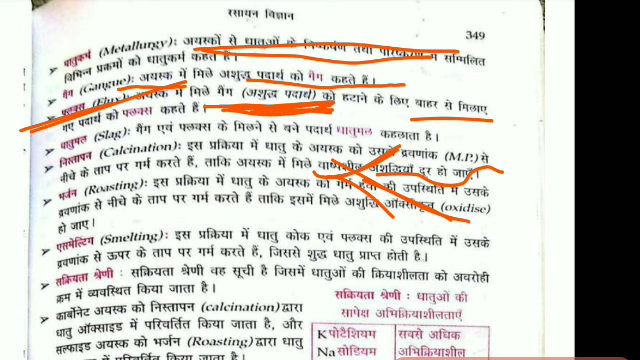 रसायन विज्ञान
349
➤ धातुकर्म (Metallurgy): अयस्कों से धातुओं के निष्कर्षण तथा परिष्करण में सम्मिलित
विभिन्न प्रक्रमों को धातुकर्म कहते हैं।
➤ गैंग (Gangue): अयस्क में मिले अशुद्ध पदार्थ को गैंग कहते हैं।
➤ फ्लक्स (Flux): अयस्क में मिले गैंग (अशुद्ध पदार्थ) को हटाने के लिए बाहर से मिलाए
गए पदार्थ को फ्लक्स कहते हैं।
➤ धातुमल (Slag): गैंग एवं फ्लक्स के मिलने से बने पदार्थ धातुमल कहलाता है।
➤ निस्तापन (Calcination): इस प्रक्रिया में धातु के अयस्क को उसके द्रवणांक (M.P.) से
नीचे के ताप पर गर्म करते हैं, ताकि अयस्क में मिले वाष्पशील अशुद्धियाँ दूर हो जाएँ।
➤ भर्जन (Roasting): इस प्रक्रिया में धातु के अयस्क को गर्म हवा की उपस्थिति में उसके
द्रवणांक से नीचे के ताप पर गर्म करते हैं ताकि इसमें मिले अशुद्धि ऑक्सीकृत (oxidise)
हो जाए।
➤ एसमेल्टिंग (Smelting): इस प्रक्रिया में धातु कोक एवं फ्लक्स की उपस्थिति में उसके
द्रवणांक से ऊपर के ताप पर गर्म करते हैं, जिससे शुद्ध धातु प्राप्त होती है।
➤ सक्रियता श्रेणी : सक्रियता श्रेणी वह सूची है जिसमें धातुओं की क्रियाशीलता को अवरोही
क्रम में व्यवस्थित किया जाता है।
➤ कार्बोनेट अयस्क को निस्तापन (calcination) द्वारा
धातु ऑक्साइड में परिवर्तित किया जाता है, और
सल्फाइड अयस्क को भर्जन (Roasting) द्वारा धातु
में परिवर्तित किया जाता है।
सक्रियता श्रेणी : धातुओं की
सापेक्ष अभिक्रियाशीलताएँ
K पोटैशियम सबसे अधिक
Na सोडियम अभिक्रियाशील